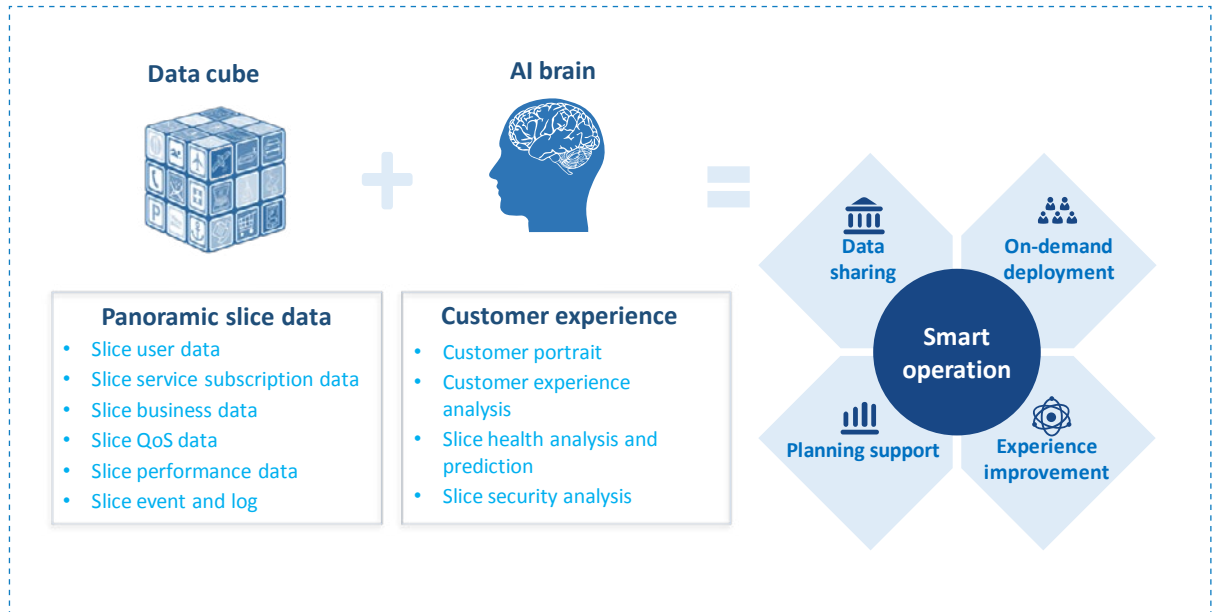 Data cube
AI brain
P
Panoramic slice data
• Slice user data
• Slice service subscription data
• Slice business data
• Slice QoS data
• Slice performance data
• Slice event and log
Customer experience
• Customer portrait
• Customer experience
analysis
• Slice health analysis and
prediction
• Slice security analysis
Data
sharing
On-demand
deployment
Smart
operation
Planning support
Experience
improvement